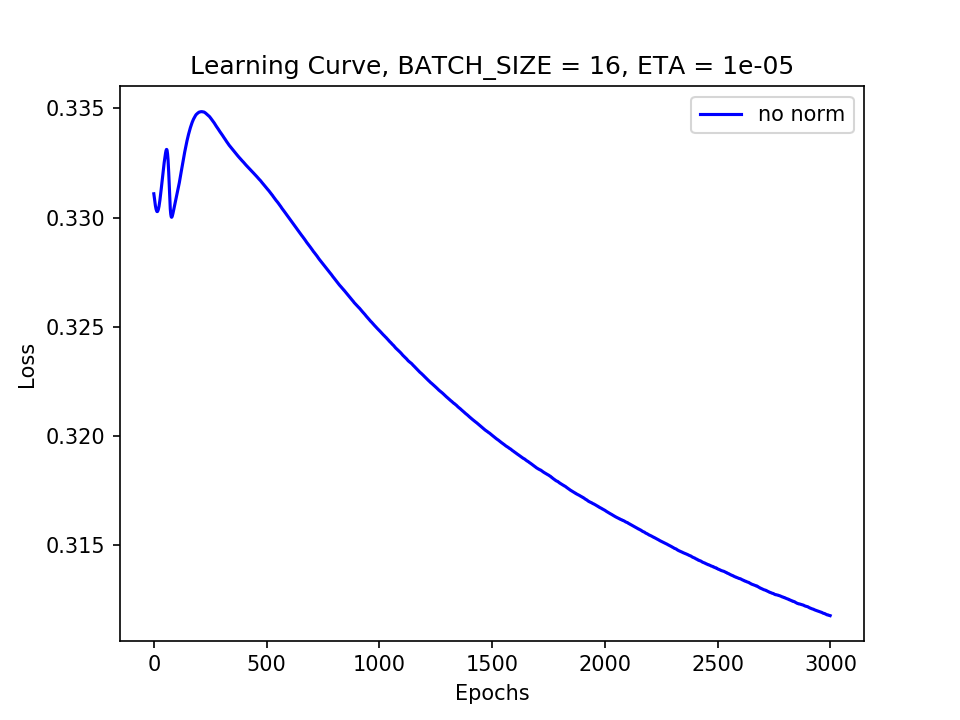 Learning Curve, BATCH_SIZE = 16, ETA = 1e-05
no norm
0.335
0.330
0.325
0.320
0.315
Loss
0 500 1000 1500 2000 2500 3000
Epochs